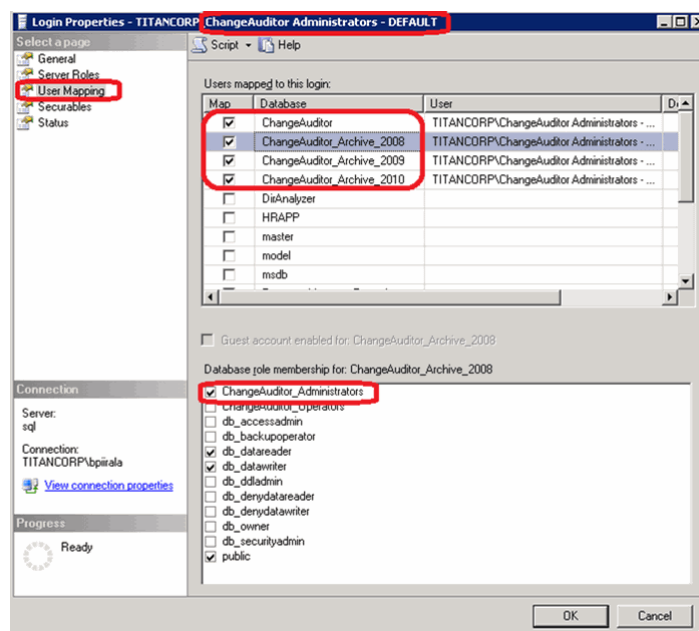 Login Properties - TITANCORP\ChangeAuditor Administrators - DEFAULT
Select a page
General
Server Roles
User Mapping
Securables
Status
Script
Help
Users mapped to this login:
Map Database User
ChangeAuditor TITANCORP\ChangeAuditor Administrators - ...
ChangeAuditor_Archive_2008 TITANCORP\ChangeAuditor Administrators - ...
ChangeAuditor_Archive_2009 TITANCORP\ChangeAuditor Administrators - ...
ChangeAuditor_Archive_2010 TITANCORP\ChangeAuditor Administrators - ...
DirAnalyzer
HRAPP
master
model
msdb
Guest account enabled for: ChangeAuditor_Archive_2008
Database role membership for: ChangeAuditor_Archive_2008
ChangeAuditor_Administrators
ChangeAuditor_Operators
db_accessadmin
db_backupoperator
db_datareader
db_datawriter
db_ddladmin
db_denydatareader
db_denydatawriter
db_owner
db_securityadmin
public
Connection
Server:
sql
Connection:
TITANCORP\bpirala
View connection properties
Progress
Ready
OK
Cancel